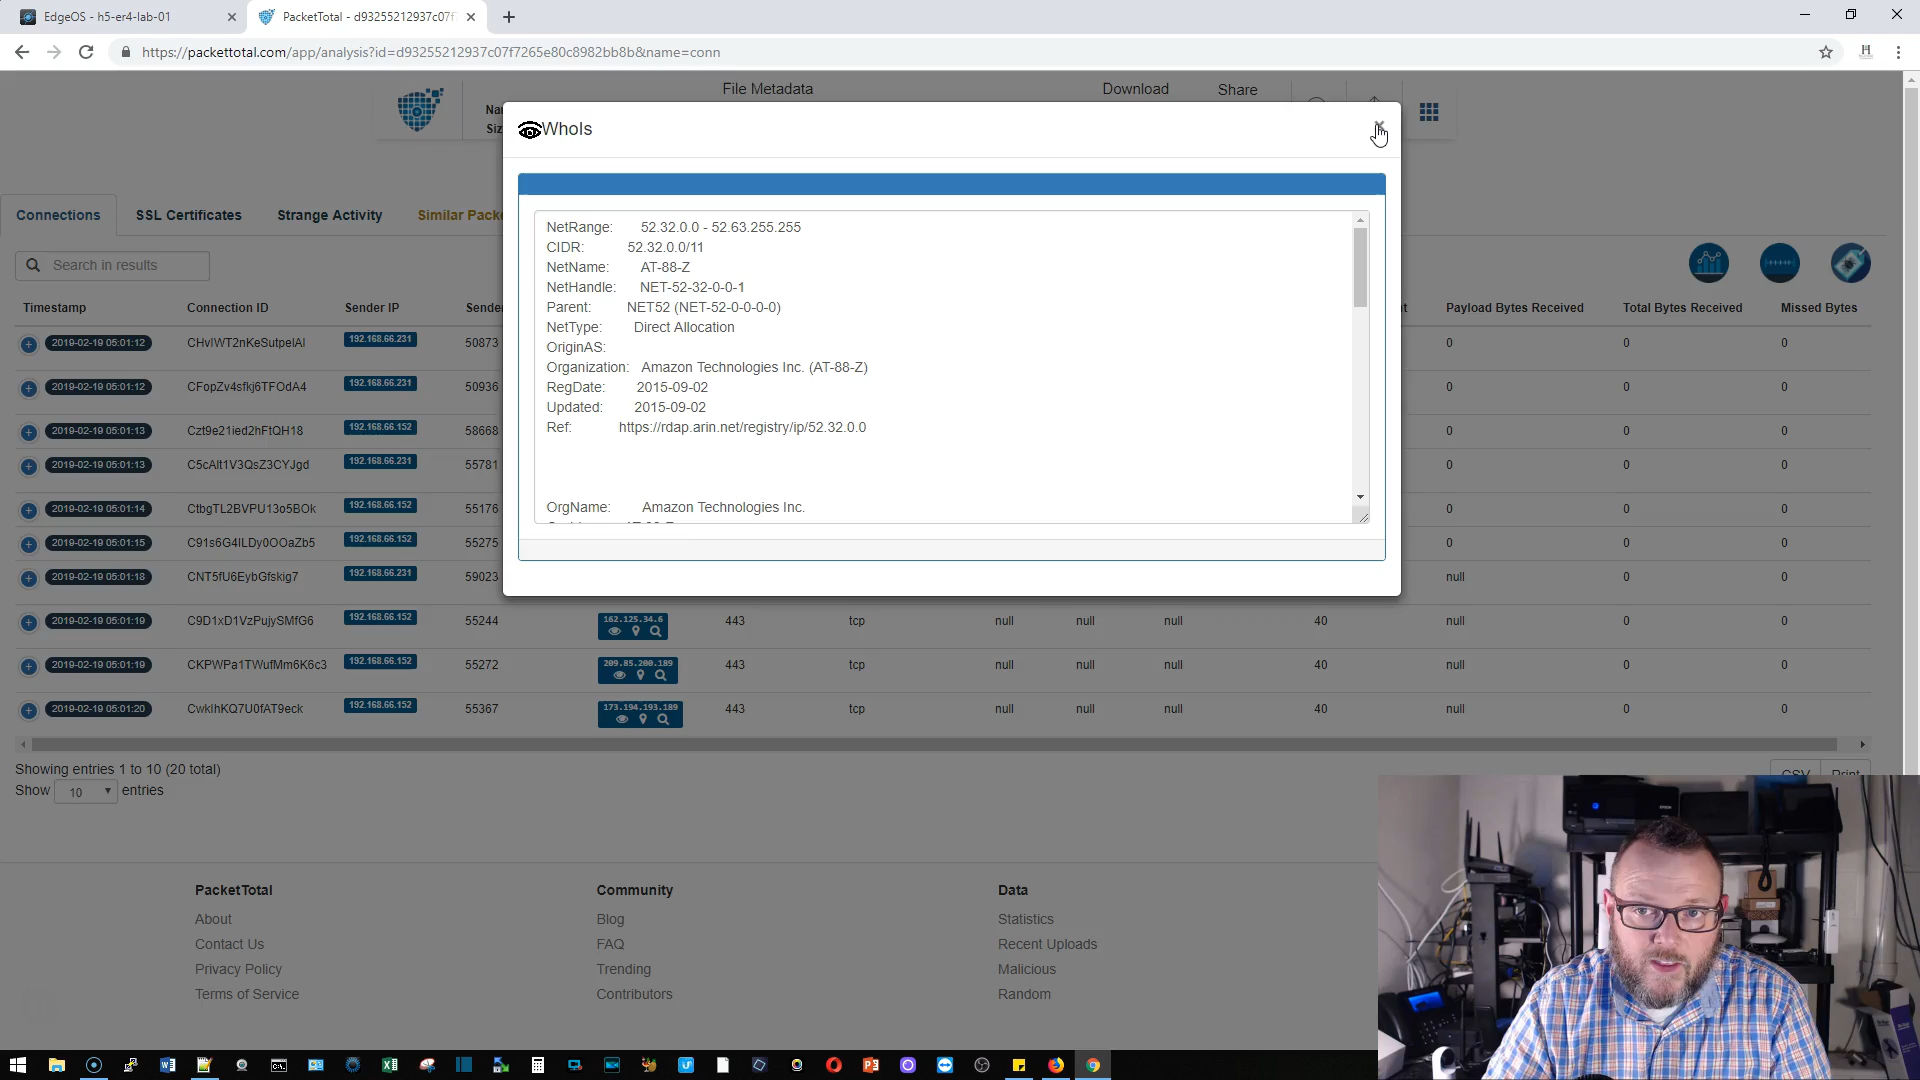 EdgeOS - h5-er4-lab-01
PacketTotal - d93255212937c07f7
https://packettotal.com/app/analysis?id=d93255212937c07f7265e80c8982bb8b&name=conn
File Metadata
Download
Share
WhoIs
Connections
SSL Certificates
Strange Activity
Similar Packe
NetRange: 52.32.0.0 - 52.63.255.255
CIDR: 52.32.0.0/11
NetName: AT-88-Z
NetHandle: NET-52-32-0-0-1
Parent: NET52 (NET-52-0-0-0-0)
NetType: Direct Allocation
OriginAS:
Organization: Amazon Technologies Inc. (AT-88-Z)
RegDate: 2015-09-02
Updated: 2015-09-02
Ref: https://rdap.arin.net/registry/ip/52.32.0.0
OrgName: Amazon Technologies Inc.
Search in results
Timestamp Connection ID Sender IP Sende Payload Bytes Received Total Bytes Received Missed Bytes
2019-02-19 05:01:12 CHvlWT2nKeSutpelAl 192.168.66.231 50873 0 0 0
2019-02-19 05:01:12 CFopZv4sfkj6TFOdA4 192.168.66.231 50936 0 0 0
2019-02-19 05:01:13 Czt9e21ied2hFtQH18 192.168.66.152 58668 0 0 0
2019-02-19 05:01:13 C5cAlt1V3QsZ3CYJgd 192.168.66.231 55781 0 0 0
2019-02-19 05:01:14 CtbgTL2BVPU13o5BOk 192.168.66.152 55176 0 0 0
2019-02-19 05:01:15 C91s6G4ILDy0OOaZb5 192.168.66.152 55275 0 0 0
2019-02-19 05:01:18 CNT5fU6EybGfskig7 192.168.66.231 59023 null 0 0
2019-02-19 05:01:19 C9D1xD1VzPujySMfG6 192.168.66.152 55244 162.125.34.6 443 tcp null null null 40 null 0 0
2019-02-19 05:01:19 CKPWPa1TWufMm6K6c3 192.168.66.152 55272 209.85.200.189 443 tcp null null null 40 null 0 0
2019-02-19 05:01:20 CwkIhKQ7U0fAT9eck 192.168.66.152 55367 173.194.193.189 443 tcp null null null 40 null 0 0
Showing entries 1 to 10 (20 total)
Show 10 entries
CSV Print
PacketTotal
About
Contact Us
Privacy Policy
Terms of Service
Community
Blog
FAQ
Trending
Contributors
Data
Statistics
Recent Uploads
Malicious
Random